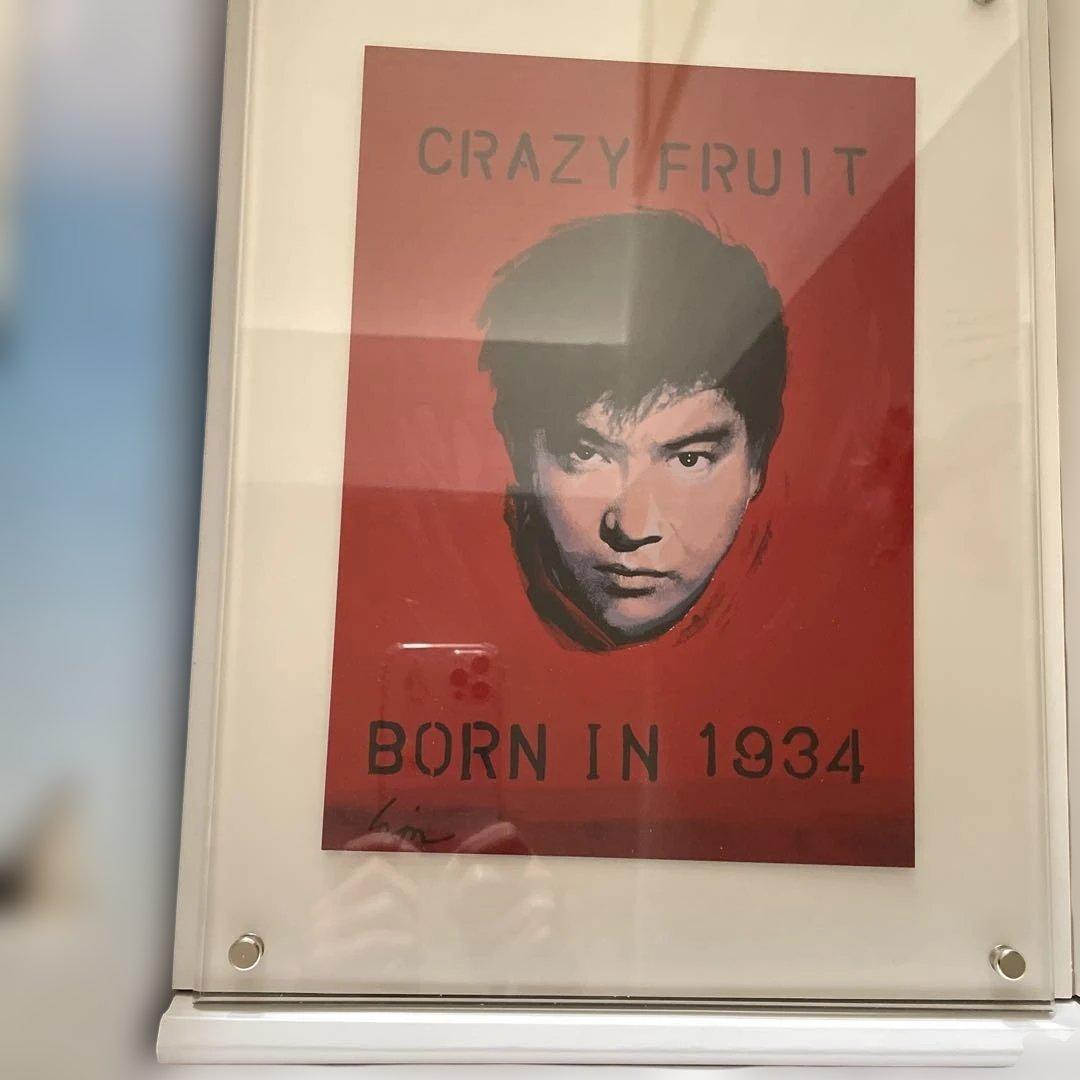 CRAZY FRUIT
BORN IN 1934